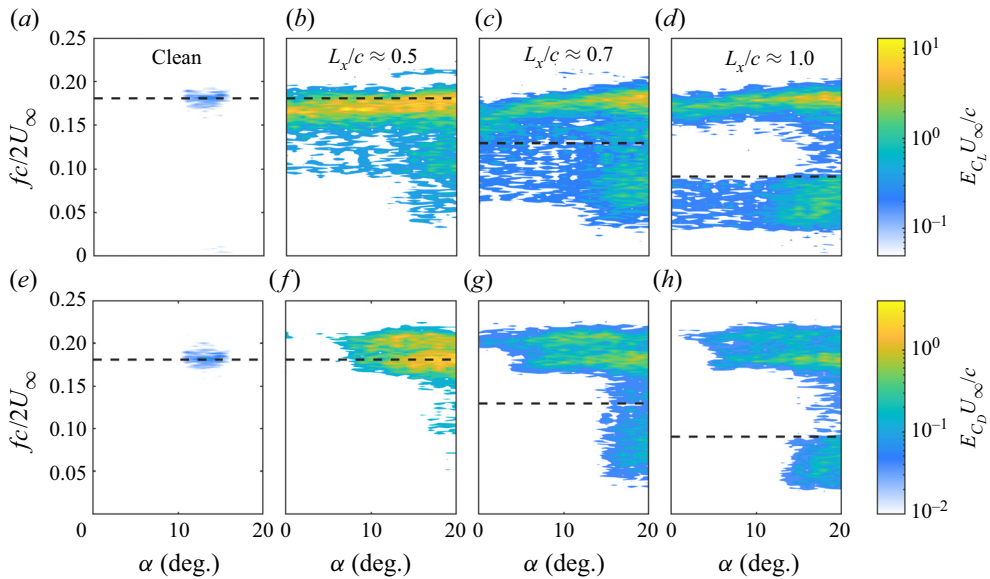 (a) (b) (c) (d)
0.25 Clean L_x/c ≈ 0.5 L_x/c ≈ 0.7 L_x/c ≈ 1.0 10^1
0.20
0.15
fc/2U_∞ 10^0 E_{C_L} U_∞/c
0.10
0.05 10^{-1}
0
(e) (f) (g) (h)
0.25
0.20 10^0
0.15
fc/2U_∞ 10^{-1} E_{C_D} U_∞/c
0.10
0.05
10^{-2}
0 10 20 0 10 20 0 10 20 0 10 20
α (deg.) α (deg.) α (deg.) α (deg.)